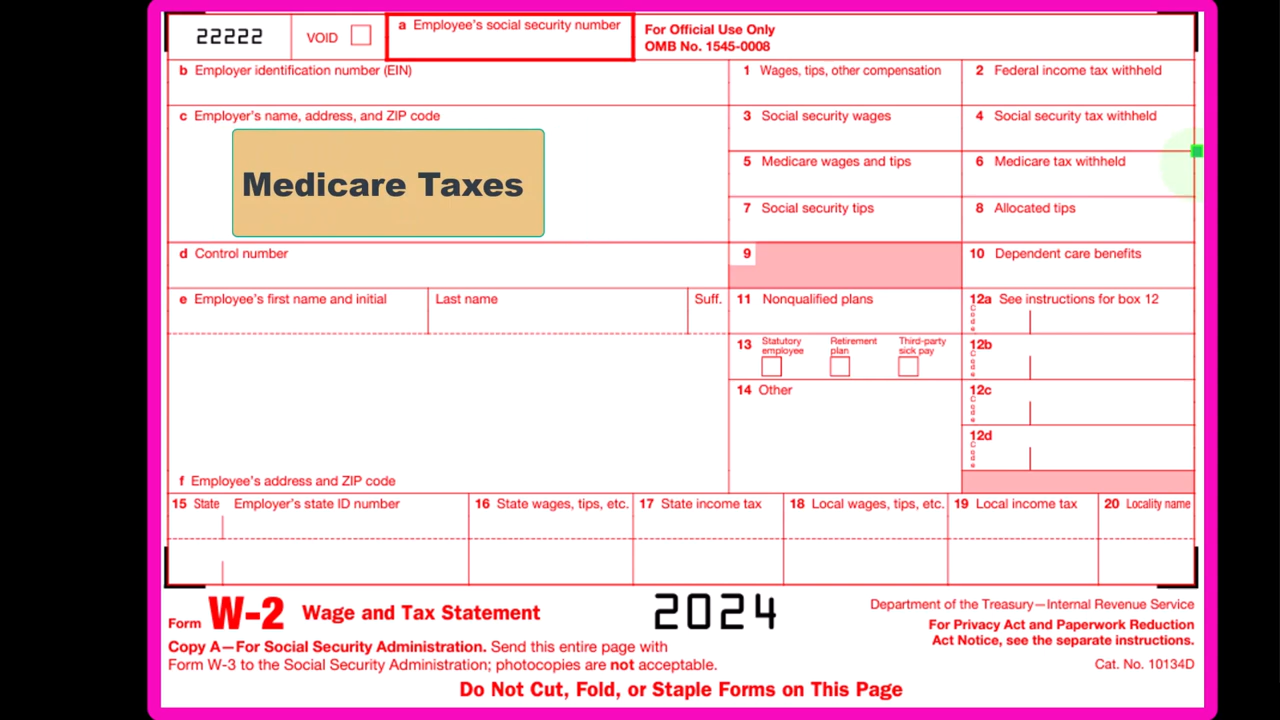 22222
VOID
a Employee's social security number
For Official Use Only
OMB No. 1545-0008
b Employer identification number (EIN)
1 Wages, tips, other compensation
2 Federal income tax withheld
c Employer's name, address, and ZIP code
3 Social security wages
4 Social security tax withheld
Medicare Taxes
5 Medicare wages and tips
6 Medicare tax withheld
7 Social security tips
8 Allocated tips
d Control number
9
10 Dependent care benefits
e Employee's first name and initial
Last name
Suff.
11 Nonqualified plans
12a See instructions for box 12
Code
13 Statutory employee
Retirement plan
Third-party sick pay
12b
Code
14 Other
12c
Code
12d
Code
f Employee's address and ZIP code
15 State
Employer's state ID number
16 State wages, tips, etc.
17 State income tax
18 Local wages, tips, etc.
19 Local income tax
20 Locality name
Form W-2 Wage and Tax Statement
2024
Department of the Treasury—Internal Revenue Service
For Privacy Act and Paperwork Reduction
Act Notice, see the separate instructions.
Copy A—For Social Security Administration. Send this entire page with
Form W-3 to the Social Security Administration; photocopies are not acceptable.
Cat. No. 10134D
Do Not Cut, Fold, or Staple Forms on This Page